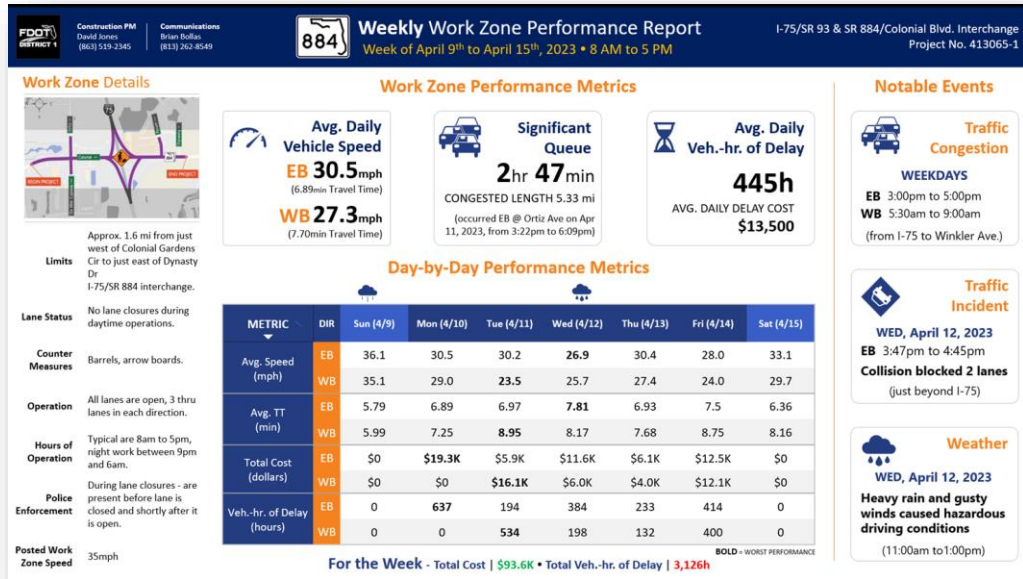 FDOT
DISTRICT 1
Construction PM
David Jones
(863) 519-2345
Communications
Brian Bollas
(813) 262-8549
884
Weekly Work Zone Performance Report
Week of April 9th to April 15th, 2023 • 8 AM to 5 PM
I-75/SR 93 & SR 884/Colonial Blvd. Interchange
Project No. 413065-1
Work Zone Details
BEGIN PROJECT
END PROJECT
Limits
Approx. 1.6 mi from just
west of Colonial Gardens
Cir to just east of Dynasty
Dr
I-75/SR 884 interchange.
Lane Status
No lane closures during
daytime operations.
Counter
Measures
Barrels, arrow boards.
Operation
All lanes are open, 3 thru
lanes in each direction.
Hours of
Operation
Typical are 8am to 5pm,
night work between 9pm
and 6am.
Police
Enforcement
During lane closures - are
present before lane is
closed and shortly after it
is open.
Posted Work
Zone Speed
35mph
Work Zone Performance Metrics
Avg. Daily
Vehicle Speed
EB 30.5mph
(6.89min Travel Time)
WB 27.3mph
(7.70min Travel Time)
Significant
Queue
2hr 47min
CONGESTED LENGTH 5.33 mi
(occurred EB @ Ortiz Ave on Apr
11, 2023, from 3:22pm to 6:09pm)
Avg. Daily
Veh.-hr. of Delay
445h
AVG. DAILY DELAY COST
$13,500
Day-by-Day Performance Metrics
METRIC DIR Sun (4/9) Mon (4/10) Tue (4/11) Wed (4/12) Thu (4/13) Fri (4/14) Sat (4/15)
Avg. Speed
(mph)
EB 36.1 30.5 30.2 26.9 30.4 28.0 33.1
WB 35.1 29.0 23.5 25.7 27.4 24.0 29.7
Avg. TT
(min)
EB 5.79 6.89 6.97 7.81 6.93 7.5 6.36
WB 5.99 7.25 8.95 8.17 7.68 8.75 8.16
Total Cost
(dollars)
EB $0 $19.3K $5.9K $11.6K $6.1K $12.5K $0
WB $0 $0 $16.1K $6.0K $4.0K $12.1K $0
Veh.-hr. of Delay
(hours)
EB 0 637 194 384 233 414 0
WB 0 0 534 198 132 400 0
BOLD = WORST PERFORMANCE
For the Week - Total Cost | $93.6K • Total Veh.-hr. of Delay | 3,126h
Notable Events
Traffic
Congestion
WEEKDAYS
EB 3:00pm to 5:00pm
WB 5:30am to 9:00am
(from I-75 to Winkler Ave.)
Traffic
Incident
WED, April 12, 2023
EB 3:47pm to 4:45pm
Collision blocked 2 lanes
(just beyond I-75)
Weather
WED, April 12, 2023
Heavy rain and gusty
winds caused hazardous
driving conditions
(11:00am to1:00pm)